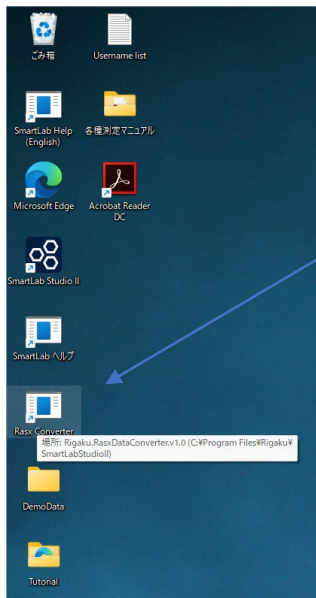 ごみ箱
Username list
SmartLab Help
(English)
各種測定マニュアル
Microsoft Edge
Acrobat Reader
DC
SmartLab Studio II
SmartLab ヘルプ
Rasx Converter
場所: Rigaku.RasxDataConverter.v1.0 (C:¥Program Files¥Rigaku¥
SmartLabStudioII)
DemoData
Tutorial